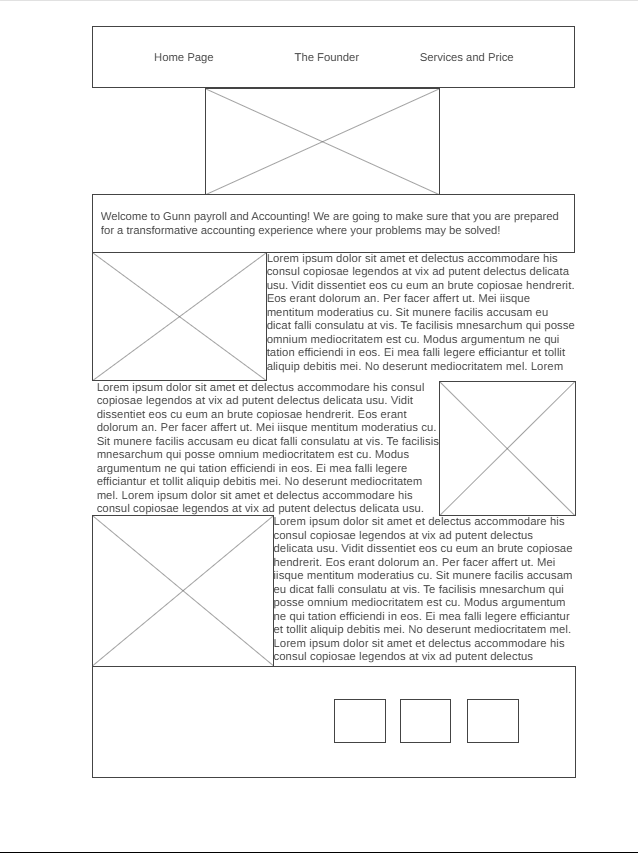 Home Page The Founder Services and Price
Welcome to Gunn payroll and Accounting! We are going to make sure that you are prepared
for a transformative accounting experience where your problems may be solved!
Lorem ipsum dolor sit amet et delectus accommodare his
consul copiosae legendos at vix ad putent delectus delicata
usu. Vidit dissentiet eos cu eum an brute copiosae hendrerit.
Eos erant dolorum an. Per facer affert ut. Mei iisque
mentitum moderatius cu. Sit munere facilis accusam eu
dicat falli consulatu at vis. Te facilisis mnesarchum qui posse
omnium mediocritatem est cu. Modus argumentum ne qui
tation efficiendi in eos. Ei mea falli legere efficiantur et tollit
aliquip debitis mei. No deserunt mediocritatem mel. Lorem
Lorem ipsum dolor sit amet et delectus accommodare his consul
copiosae legendos at vix ad putent delectus delicata usu. Vidit
dissentiet eos cu eum an brute copiosae hendrerit. Eos erant
dolorum an. Per facer affert ut. Mei iisque mentitum moderatius cu.
Sit munere facilis accusam eu dicat falli consulatu at vis. Te facilisis
mnesarchum qui posse omnium mediocritatem est cu. Modus
argumentum ne qui tation efficiendi in eos. Ei mea falli legere
efficiantur et tollit aliquip debitis mei. No deserunt mediocritatem
mel. Lorem ipsum dolor sit amet et delectus accommodare his
consul copiosae legendos at vix ad putent delectus delicata usu.
Lorem ipsum dolor sit amet et delectus accommodare his
consul copiosae legendos at vix ad putent delectus
delicata usu. Vidit dissentiet eos cu eum an brute copiosae
hendrerit. Eos erant dolorum an. Per facer affert ut. Mei
iisque mentitum moderatius cu. Sit munere facilis accusam
eu dicat falli consulatu at vis. Te facilisis mnesarchum qui
posse omnium mediocritatem est cu. Modus argumentum
ne qui tation efficiendi in eos. Ei mea falli legere efficiantur
et tollit aliquip debitis mei. No deserunt mediocritatem mel.
Lorem ipsum dolor sit amet et delectus accommodare his
consul copiosae legendos at vix ad putent delectus